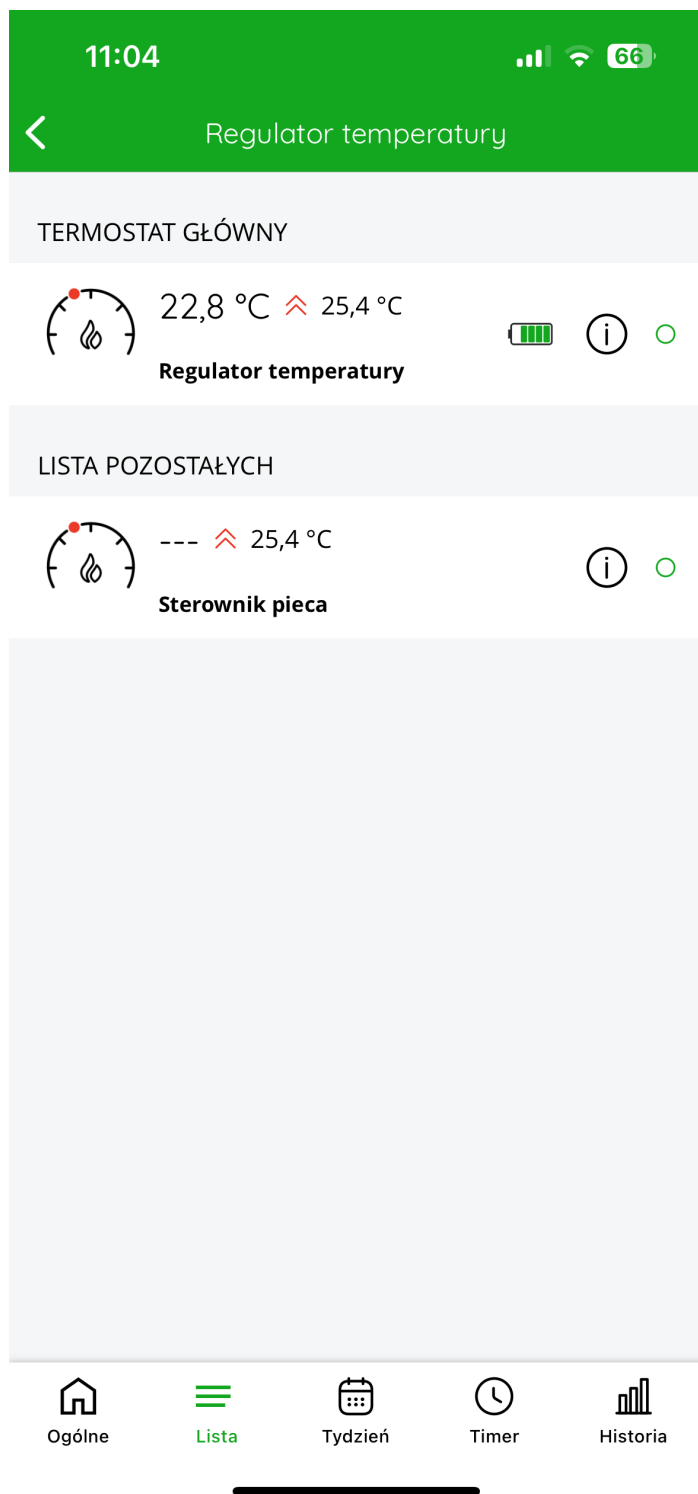 11:04
66
Regulator temperatury
TERMOSTAT GŁÓWNY
22,8 °C 25,4 °C
Regulator temperatury
LISTA POZOSTAŁYCH
--- 25,4 °C
Sterownik pieca
Ogólne Lista Tydzień Timer Historia